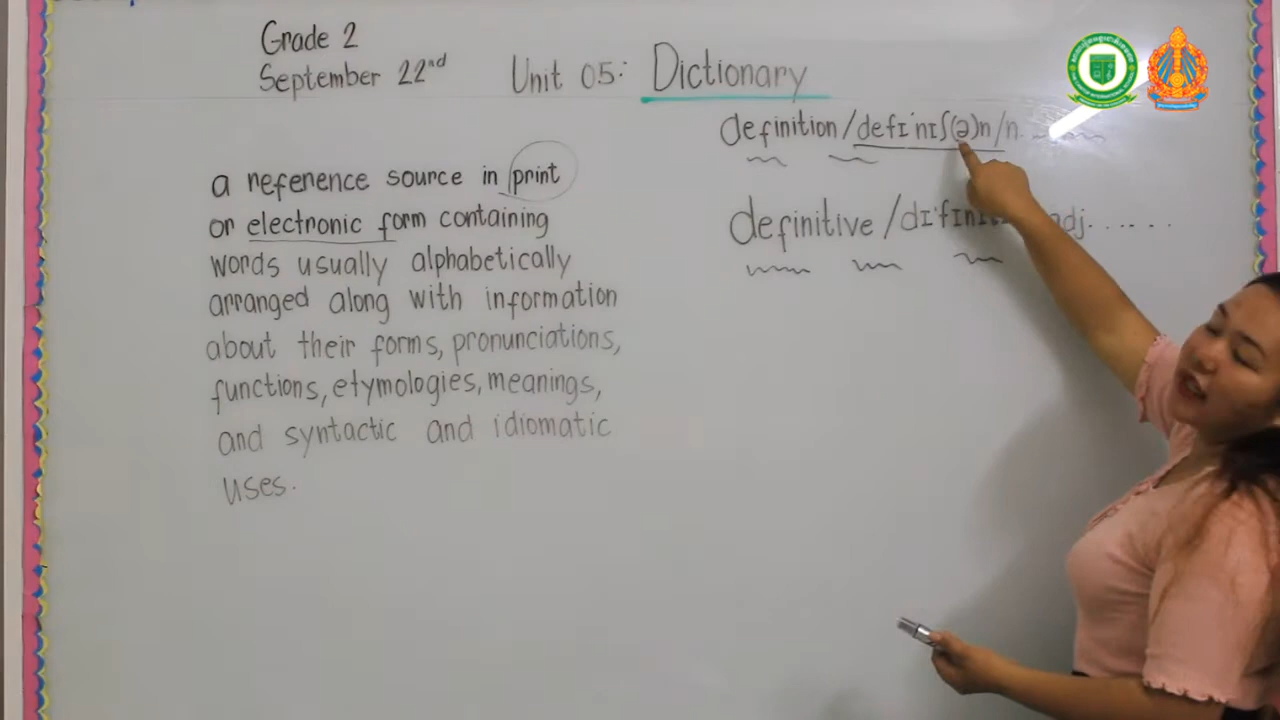 Grade 2
September 22nd
Unit 05: Dictionary
a reference source in print
or electronic form containing
words usually alphabetically
arranged along with information
about their forms, pronunciations,
functions, etymologies, meanings,
and syntactic and idiomatic
uses.
definition /defɪˈnɪʃ(ə)n/ n.
definitive /dɪˈfɪnɪ adj. . . . . .